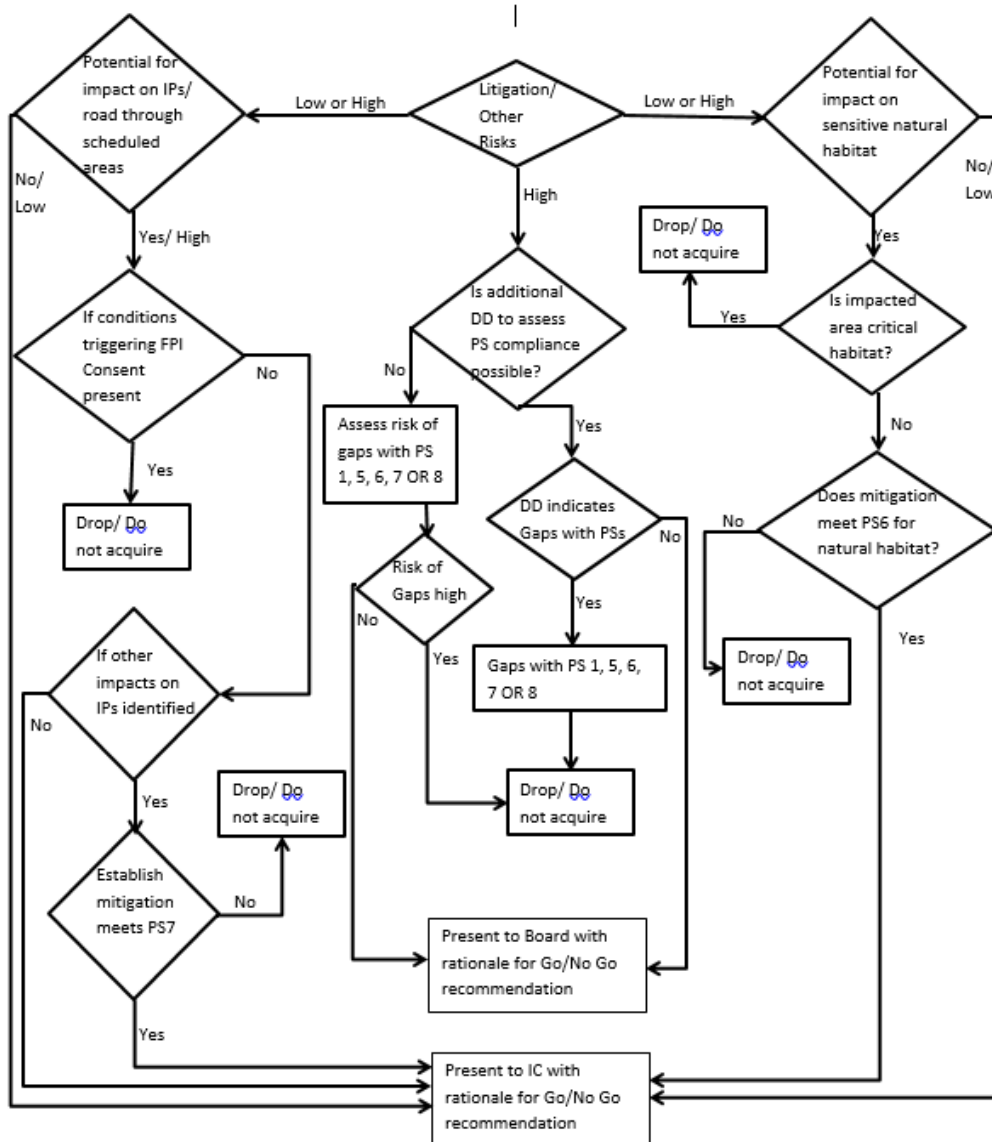 Potential for
impact on IPs/
road through
scheduled
areas
Low or High
Litigation/
Other
Risks
Low or High
Potential for
impact on
sensitive natural
habitat
No/
Low
No/
Low
Yes/ High
High
Yes
Drop/ Do
not acquire
If conditions
triggering FPI
Consent
present
No
Is additional
DD to assess
PS compliance
possible?
No
Yes
Is impacted
area critical
habitat?
Yes
Drop/ Do
not acquire
Assess risk of
gaps with PS
1, 5, 6, 7 OR 8
Yes
No
DD indicates
Gaps with PSs
No
Does mitigation
meet PS6 for
natural habitat?
No
Risk of
Gaps high
No
Yes
Yes
Yes
If other
impacts on
IPs identified
No
Gaps with PS 1, 5, 6,
7 OR 8
Drop/ Do
not acquire
Yes
Drop/ Do
not acquire
Drop/ Do
not acquire
Establish
mitigation
meets PS7
No
Present to Board with
rationale for Go/No Go
recommendation
Yes
Present to IC with
rationale for Go/No Go
recommendation